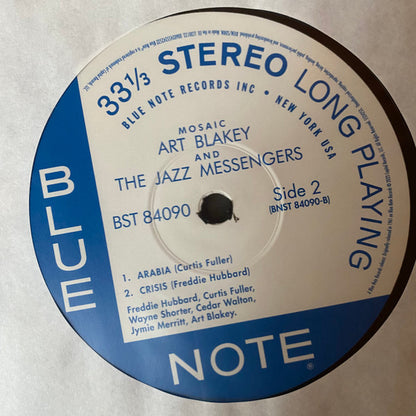 33 1/3 STEREO LONG PLAYING
BLUE NOTE RECORDS INC • NEW YORK USA
MOSAIC
ART BLAKEY
AND
THE JAZZ MESSENGERS
BST 84090
Side 2
(BNST 84090-B)
1. ARABIA (Curtis Fuller)
2. CRISIS (Freddie Hubbard)
Freddie Hubbard, Curtis Fuller,
Wayne Shorter, Cedar Walton,
Jymie Merritt, Art Blakey.
BLUE
NOTE®